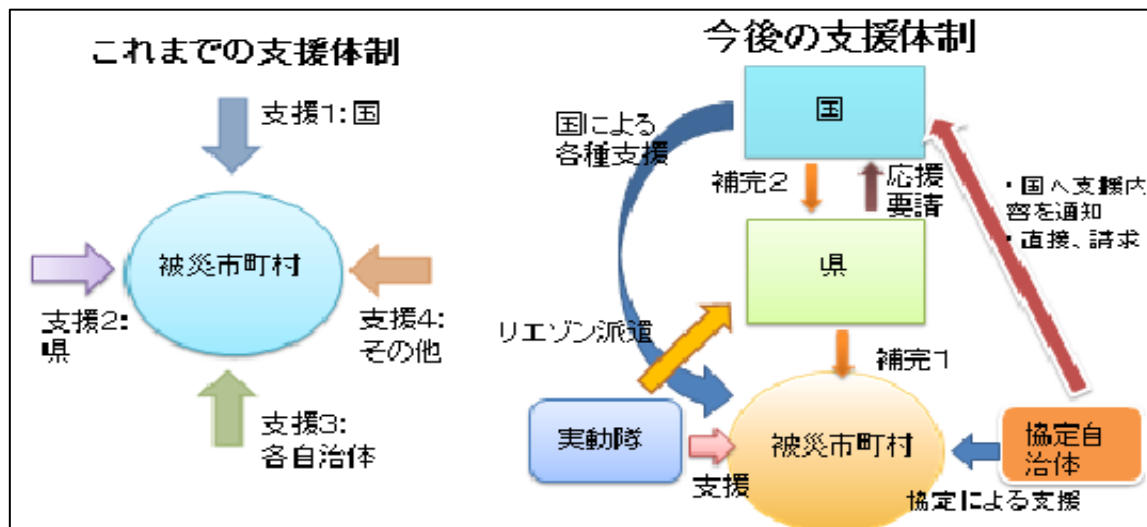 これまでの支援体制
支援1:国
被災市町村
支援2:
県
支援4:
その他
支援3:
各自治体
今後の支援体制
国
国による
各種支援
補完2
応援
要請
・国へ支援内
容を通知
・直接、請求
県
リエゾン派遣
補完1
実動隊
支援
被災市町村
協定自
治体
協定による支援